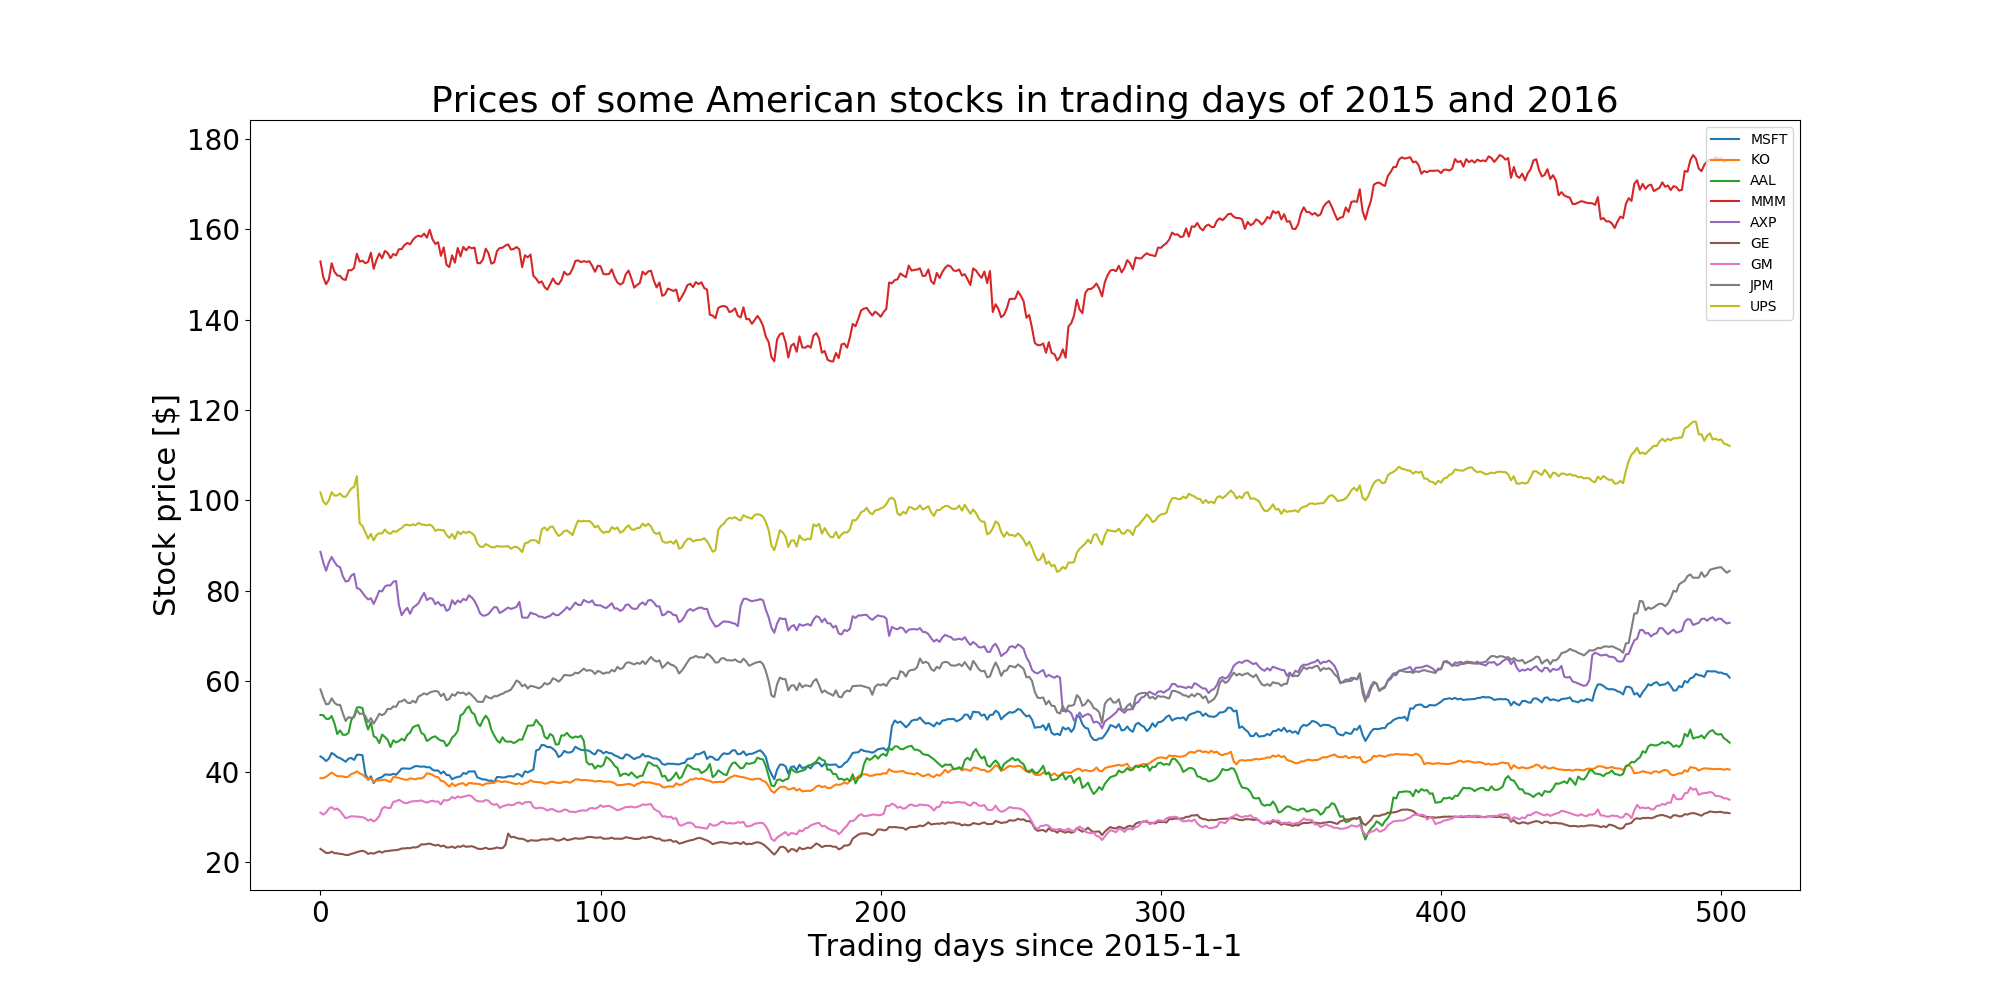 Prices of some American stocks in trading days of 2015 and 2016
Stock price [$]
180
160
140
120
100
80
60
40
20
MSFT
KO
AAL
MMM
AXP
GE
GM
JPM
UPS
0 100 200 300 400 500
Trading days since 2015-1-1